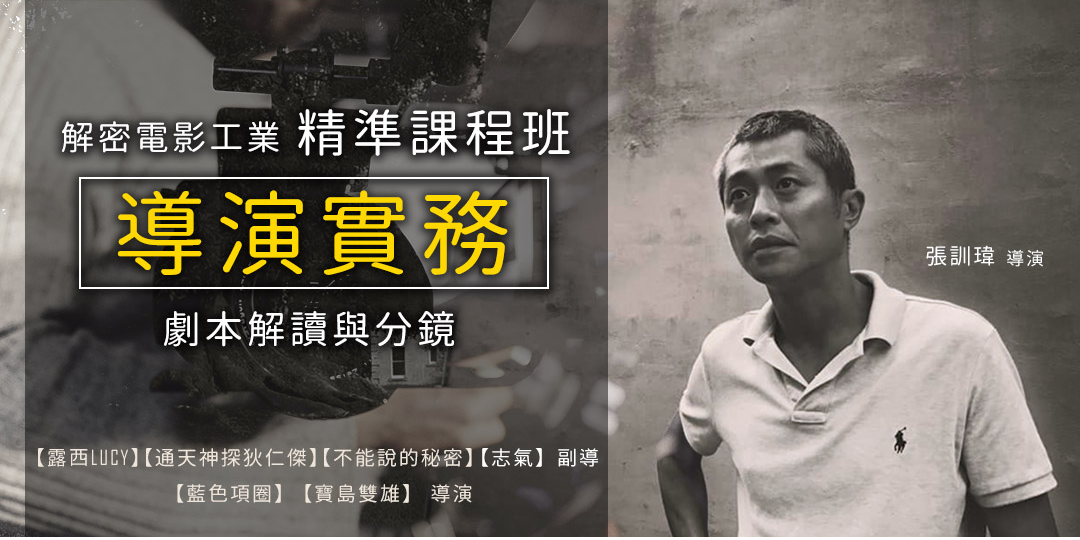 解密電影工業 精準課程班
導演實務
劇本解讀與分鏡
【露西LUCY】【通天神探狄仁傑】【不能說的秘密】【志氣】副導
【藍色項圈】【寶島雙雄】 導演
張訓瑋 導演